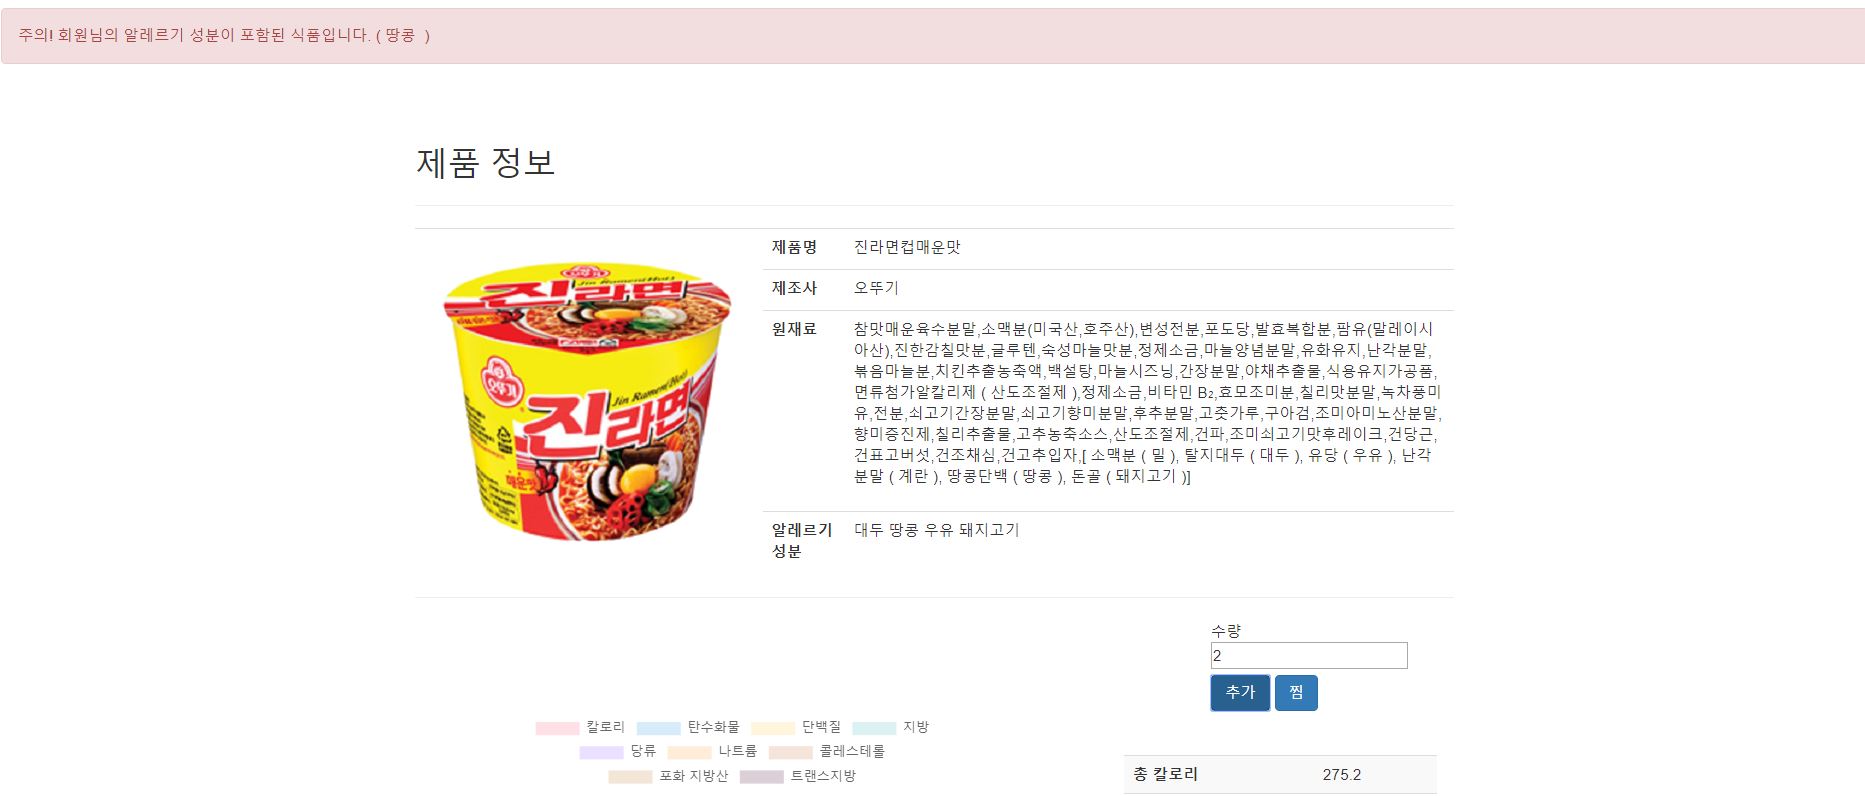 주의! 회원님의 알레르기 성분이 포함된 식품입니다. ( 땅콩 )
제품 정보
오뚜기
Jin Ramen(Hot)
진라면
매운맛
오뚜기
Jin Ramen(Hot)
진라면
매운맛
제품명 진라면컵매운맛
제조사 오뚜기
원재료 참맛매운육수분말,소맥분(미국산,호주산),변성전분,포도당,발효복합분,팜유(말레이시
아산),진한감칠맛분,글루텐,숙성마늘맛분,정제소금,마늘양념분말,유화유지,난각분말,
볶음마늘분,치킨추출농축액,백설탕,마늘시즈닝,간장분말,야채추출물,식용유지가공품,
면류첨가알칼리제 ( 산도조절제 ),정제소금,비타민 B₂,효모조미분,칠리맛분말,녹차풍미
유,전분,쇠고기간장분말,쇠고기향미분말,후추분말,고춧가루,구아검,조미아미노산분말,
향미증진제,칠리추출물,고추농축소스,산도조절제,건파,조미쇠고기맛후레이크,건당근,
건표고버섯,건조채심,건고추입자,[ 소맥분 ( 밀 ), 탈지대두 ( 대두 ), 유당 ( 우유 ), 난각
분말 ( 계란 ), 땅콩단백 ( 땅콩 ), 돈골 ( 돼지고기 )]
알레르기 대두 땅콩 우유 돼지고기
성분
수량
2
추가 찜
칼로리 탄수화물 단백질 지방
당류 나트륨 콜레스테롤
포화 지방산 트랜스지방
총 칼로리 275.2